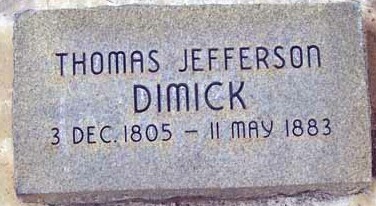 THOMAS JEFFERSON
DIMICK
3 DEC. 1805 – 11 MAY 1883